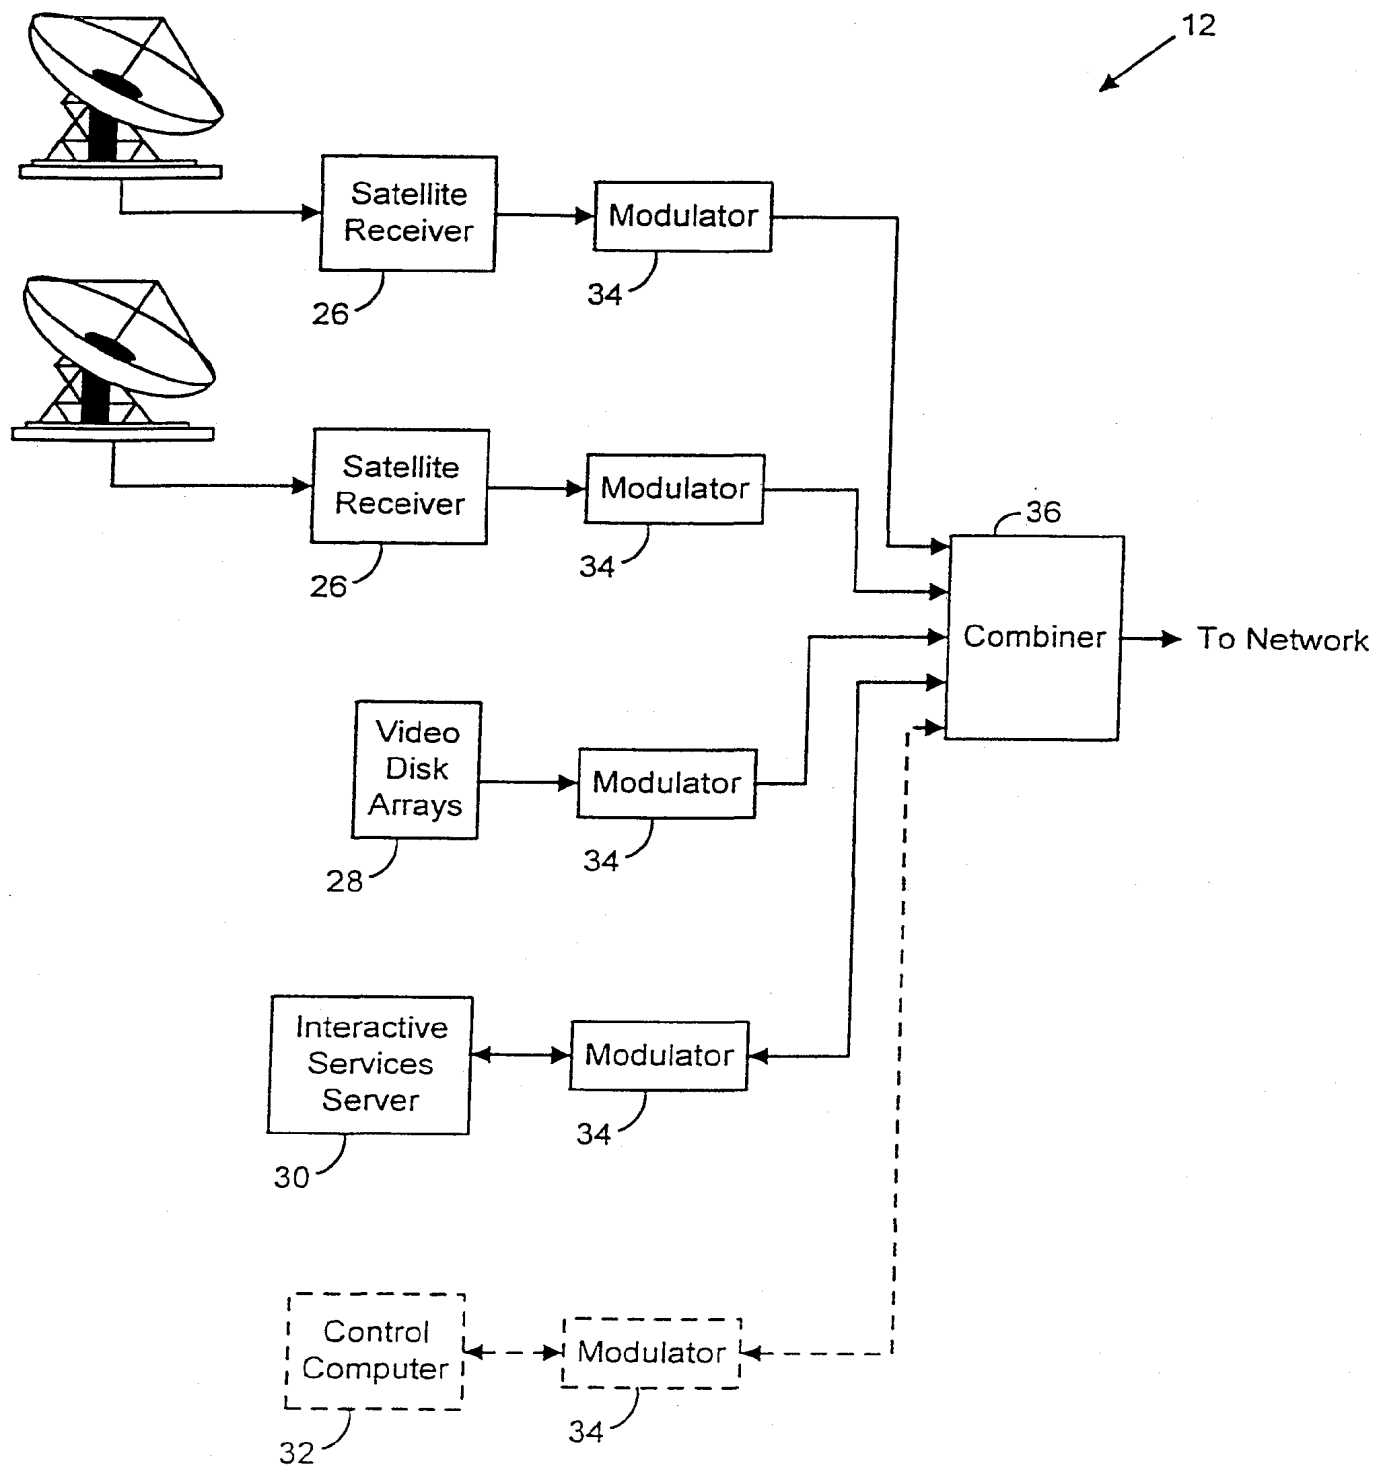 12
Satellite
Receiver
Modulator
26
34
Satellite
Receiver
Modulator
26
34
36
Combiner
To Network
Video
Disk
Arrays
Modulator
28
34
Interactive
Services
Server
Modulator
30
34
Control
Computer
Modulator
32
34